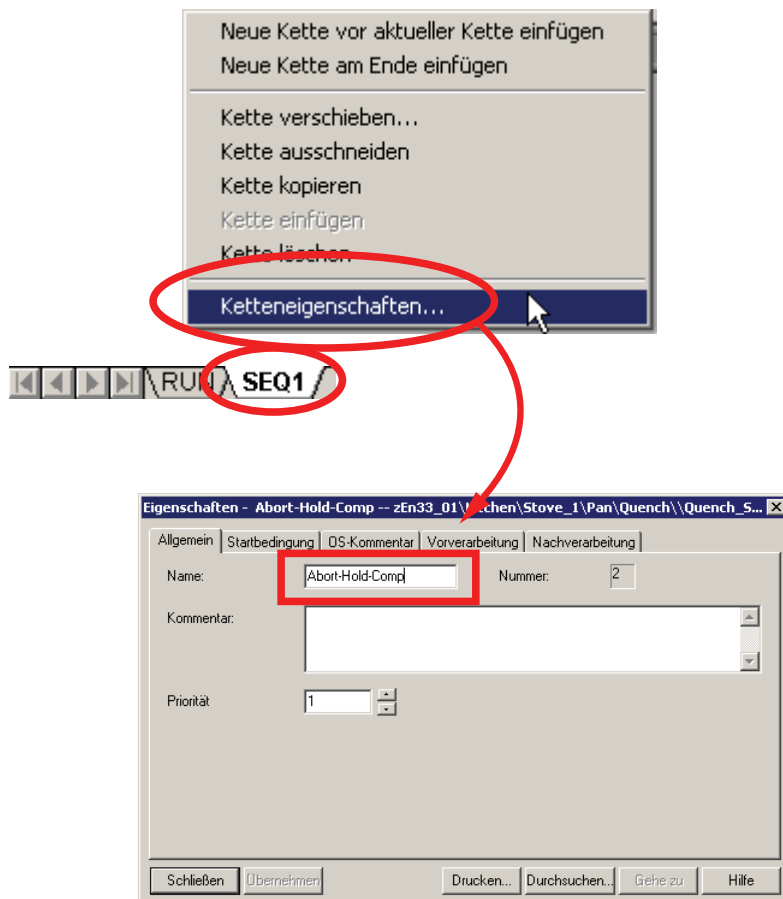 Neue Kette vor aktueller Kette einfügen
Neue Kette am Ende einfügen
Kette verschieben...
Kette ausschneiden
Kette kopieren
Kette einfügen
Kette löschen
Ketteneigenschaften...
RUN SEQ1
Eigenschaften - Abort-Hold-Comp -- zEn33_01\Kitchen\Stove_1\Pan\Quench\\Quench_S...
Allgemein Startbedingung OS-Kommentar Vorverarbeitung Nachverarbeitung
Name: Abort-Hold-Comp Nummer: 2
Kommentar:
Priorität 1
Schließen Übernehmen Drucken... Durchsuchen... Gehe zu Hilfe